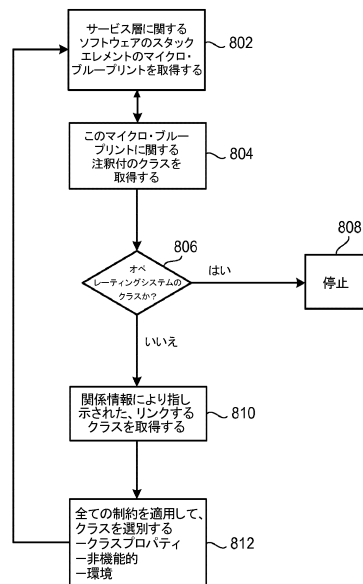 サービス層に関する
ソフトウェアのスタック
エレメントのマイクロ・
ブループリントを取得する
802
このマイクロ・ブルー
プリントに関する
注釈付のクラスを
取得する
804
806
オペ
レーティングシステムの
クラスか?
はい
808
停止
いいえ
関係情報により指し
示された、リンクする
クラスを取得する
810
全ての制約を適用して、
クラスを選別する
－クラスプロパティ
－非機能的
－環境
812